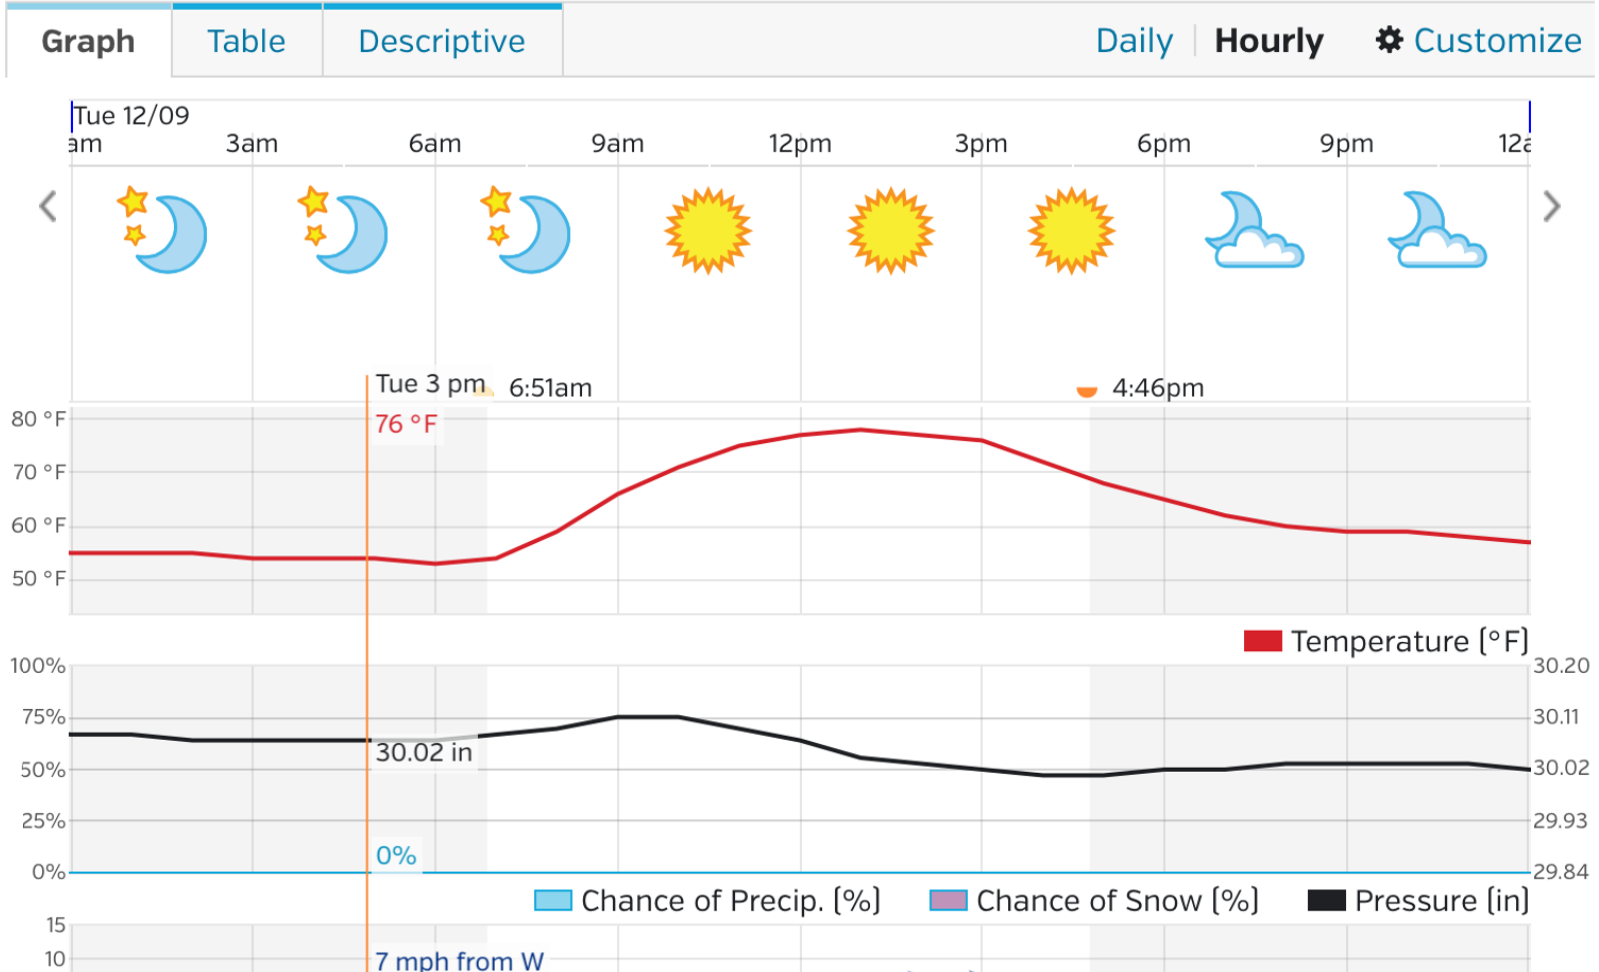 Graph Table Descriptive Daily Hourly Customize
Tue 12/09
am 3am 6am 9am 12pm 3pm 6pm 9pm 12a
Tue 3 pm 6:51am 4:46pm
76 °F
80 °F
70 °F
60 °F
50 °F
Temperature (°F)
100% 30.20
75% 30.11
30.02 in
50% 30.02
25% 29.93
0%
0% 29.84
Chance of Precip. (%) Chance of Snow (%) Pressure (in)
15
10
7 mph from W